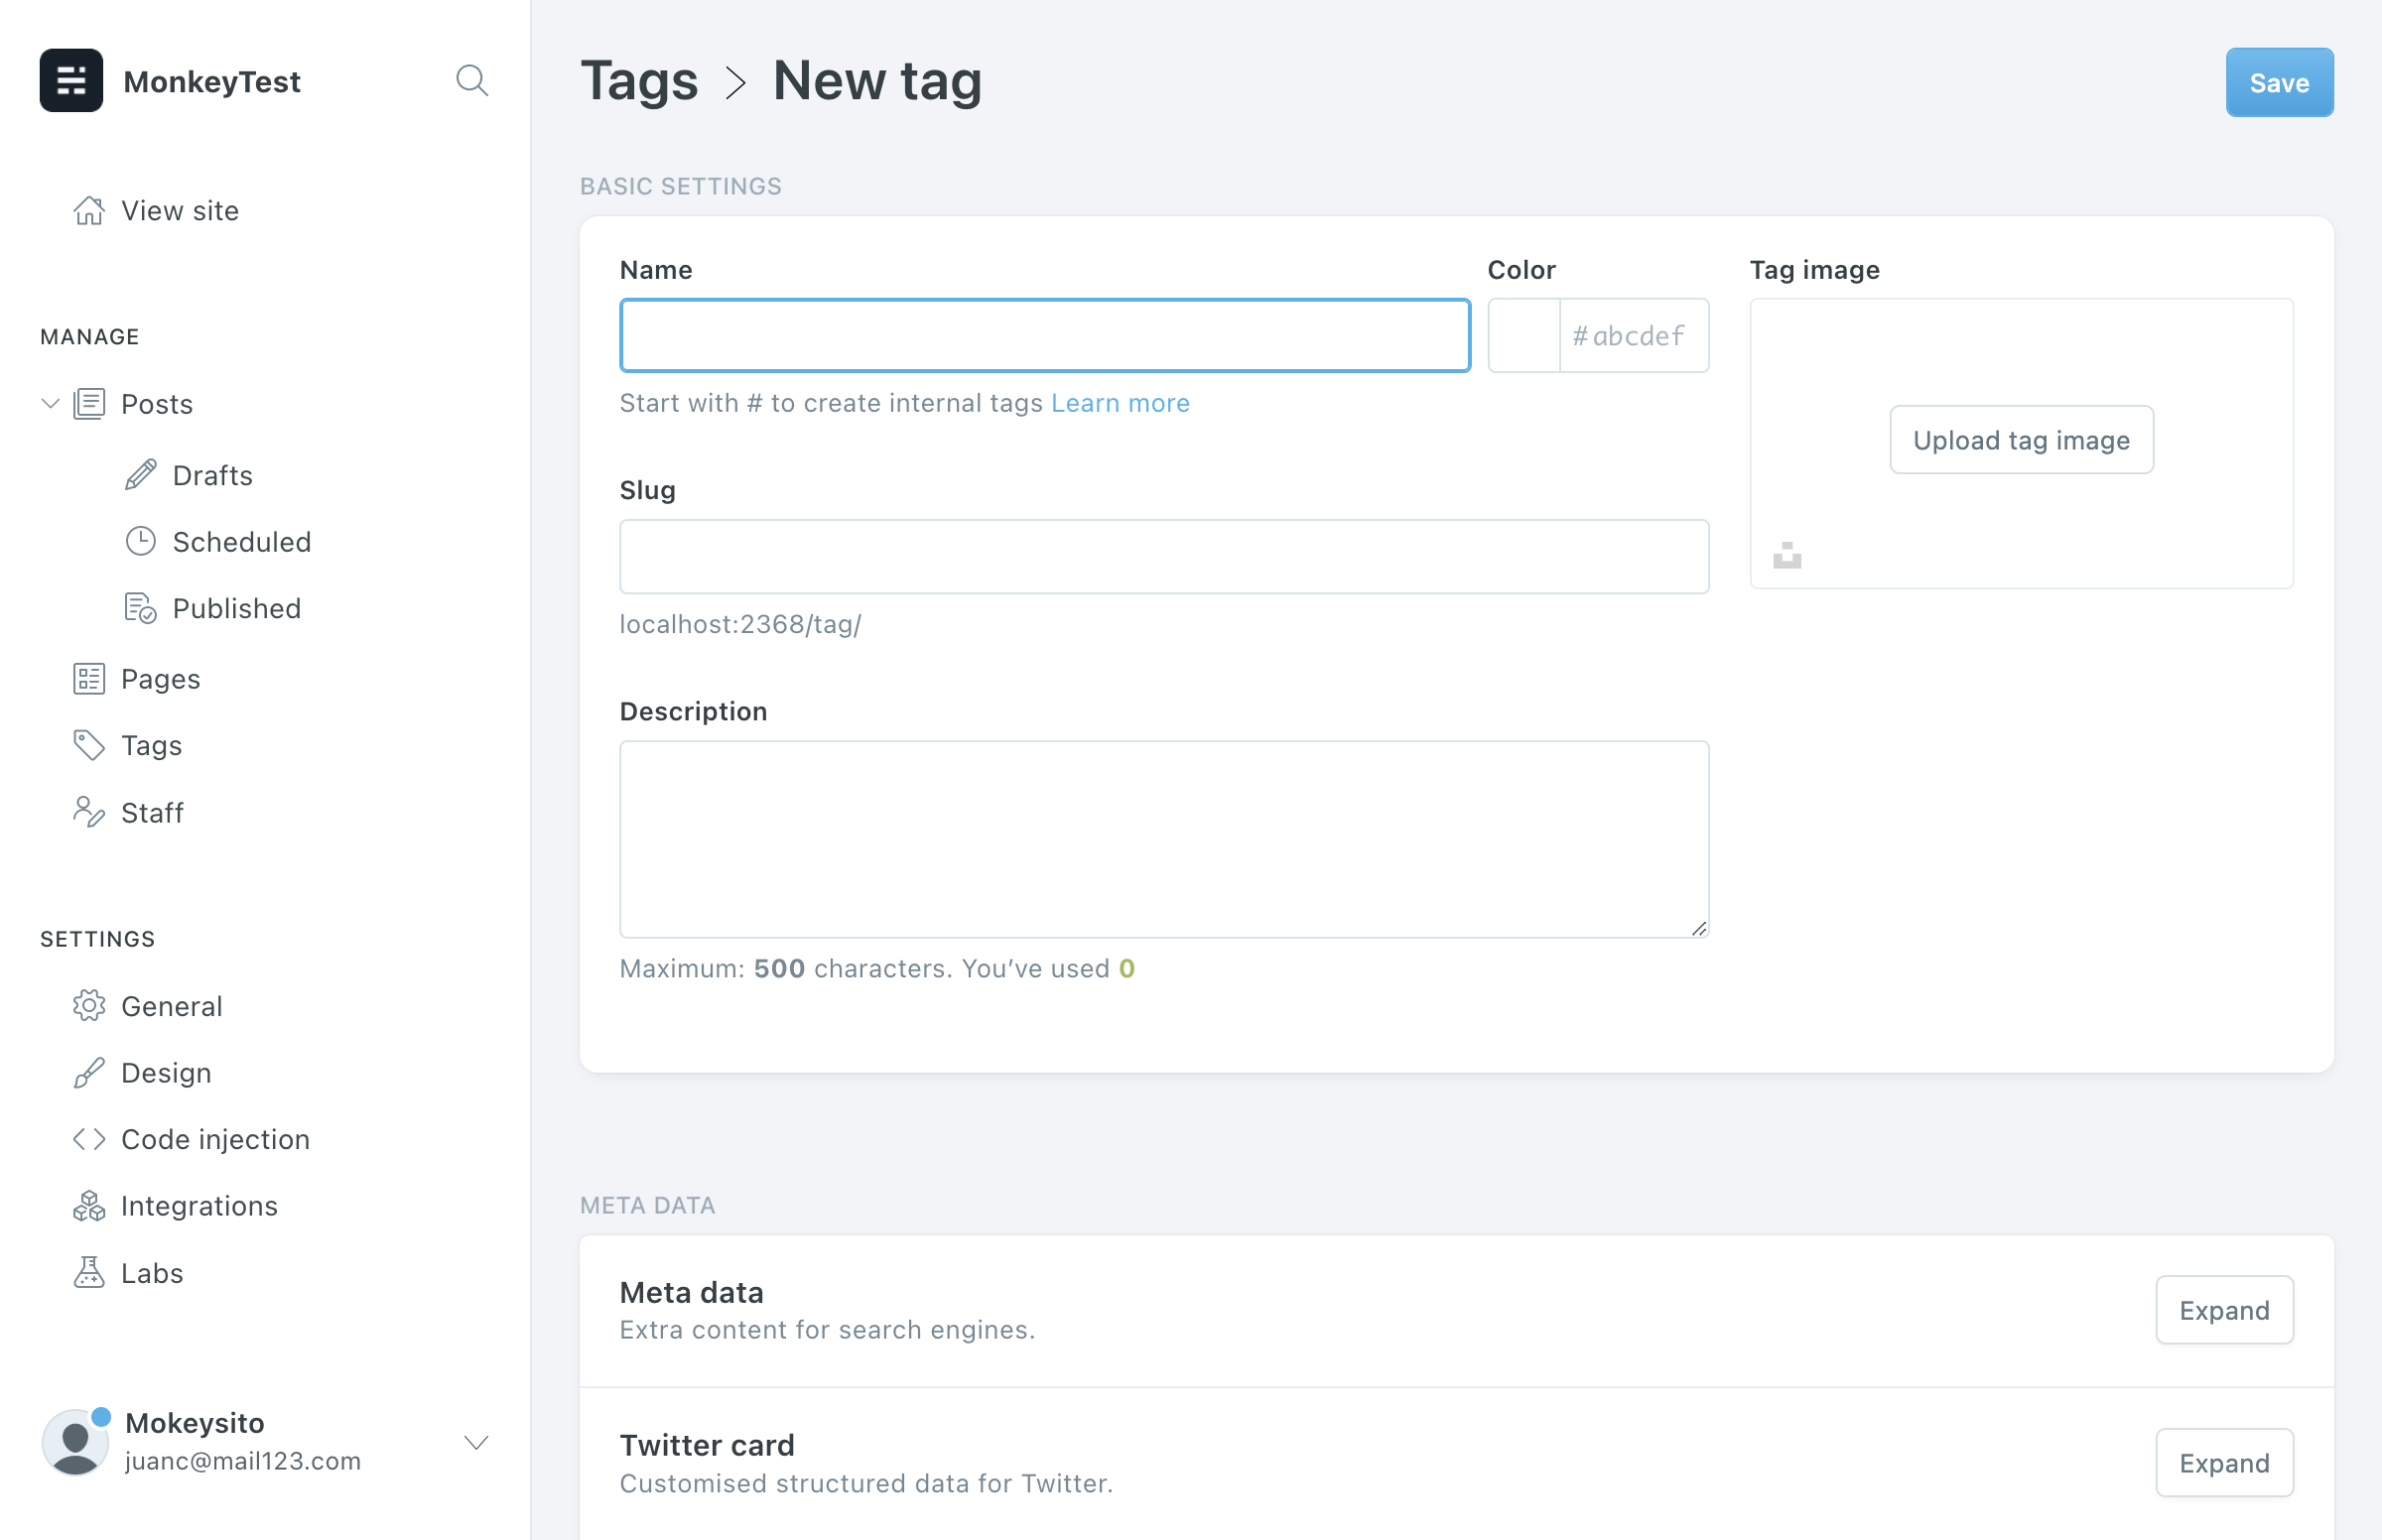 MonkeyTest
View site
MANAGE
Posts
Drafts
Scheduled
Published
Pages
Tags
Staff
SETTINGS
General
Design
Code injection
Integrations
Labs
Mokeysito
juanc@mail123.com
Tags > New tag
Save
BASIC SETTINGS
Name
Start with # to create internal tags Learn more
Color
#abcdef
Tag image
Upload tag image
Slug
localhost:2368/tag/
Description
Maximum: 500 characters. You’ve used 0
META DATA
Meta data
Extra content for search engines.
Expand
Twitter card
Customised structured data for Twitter.
Expand